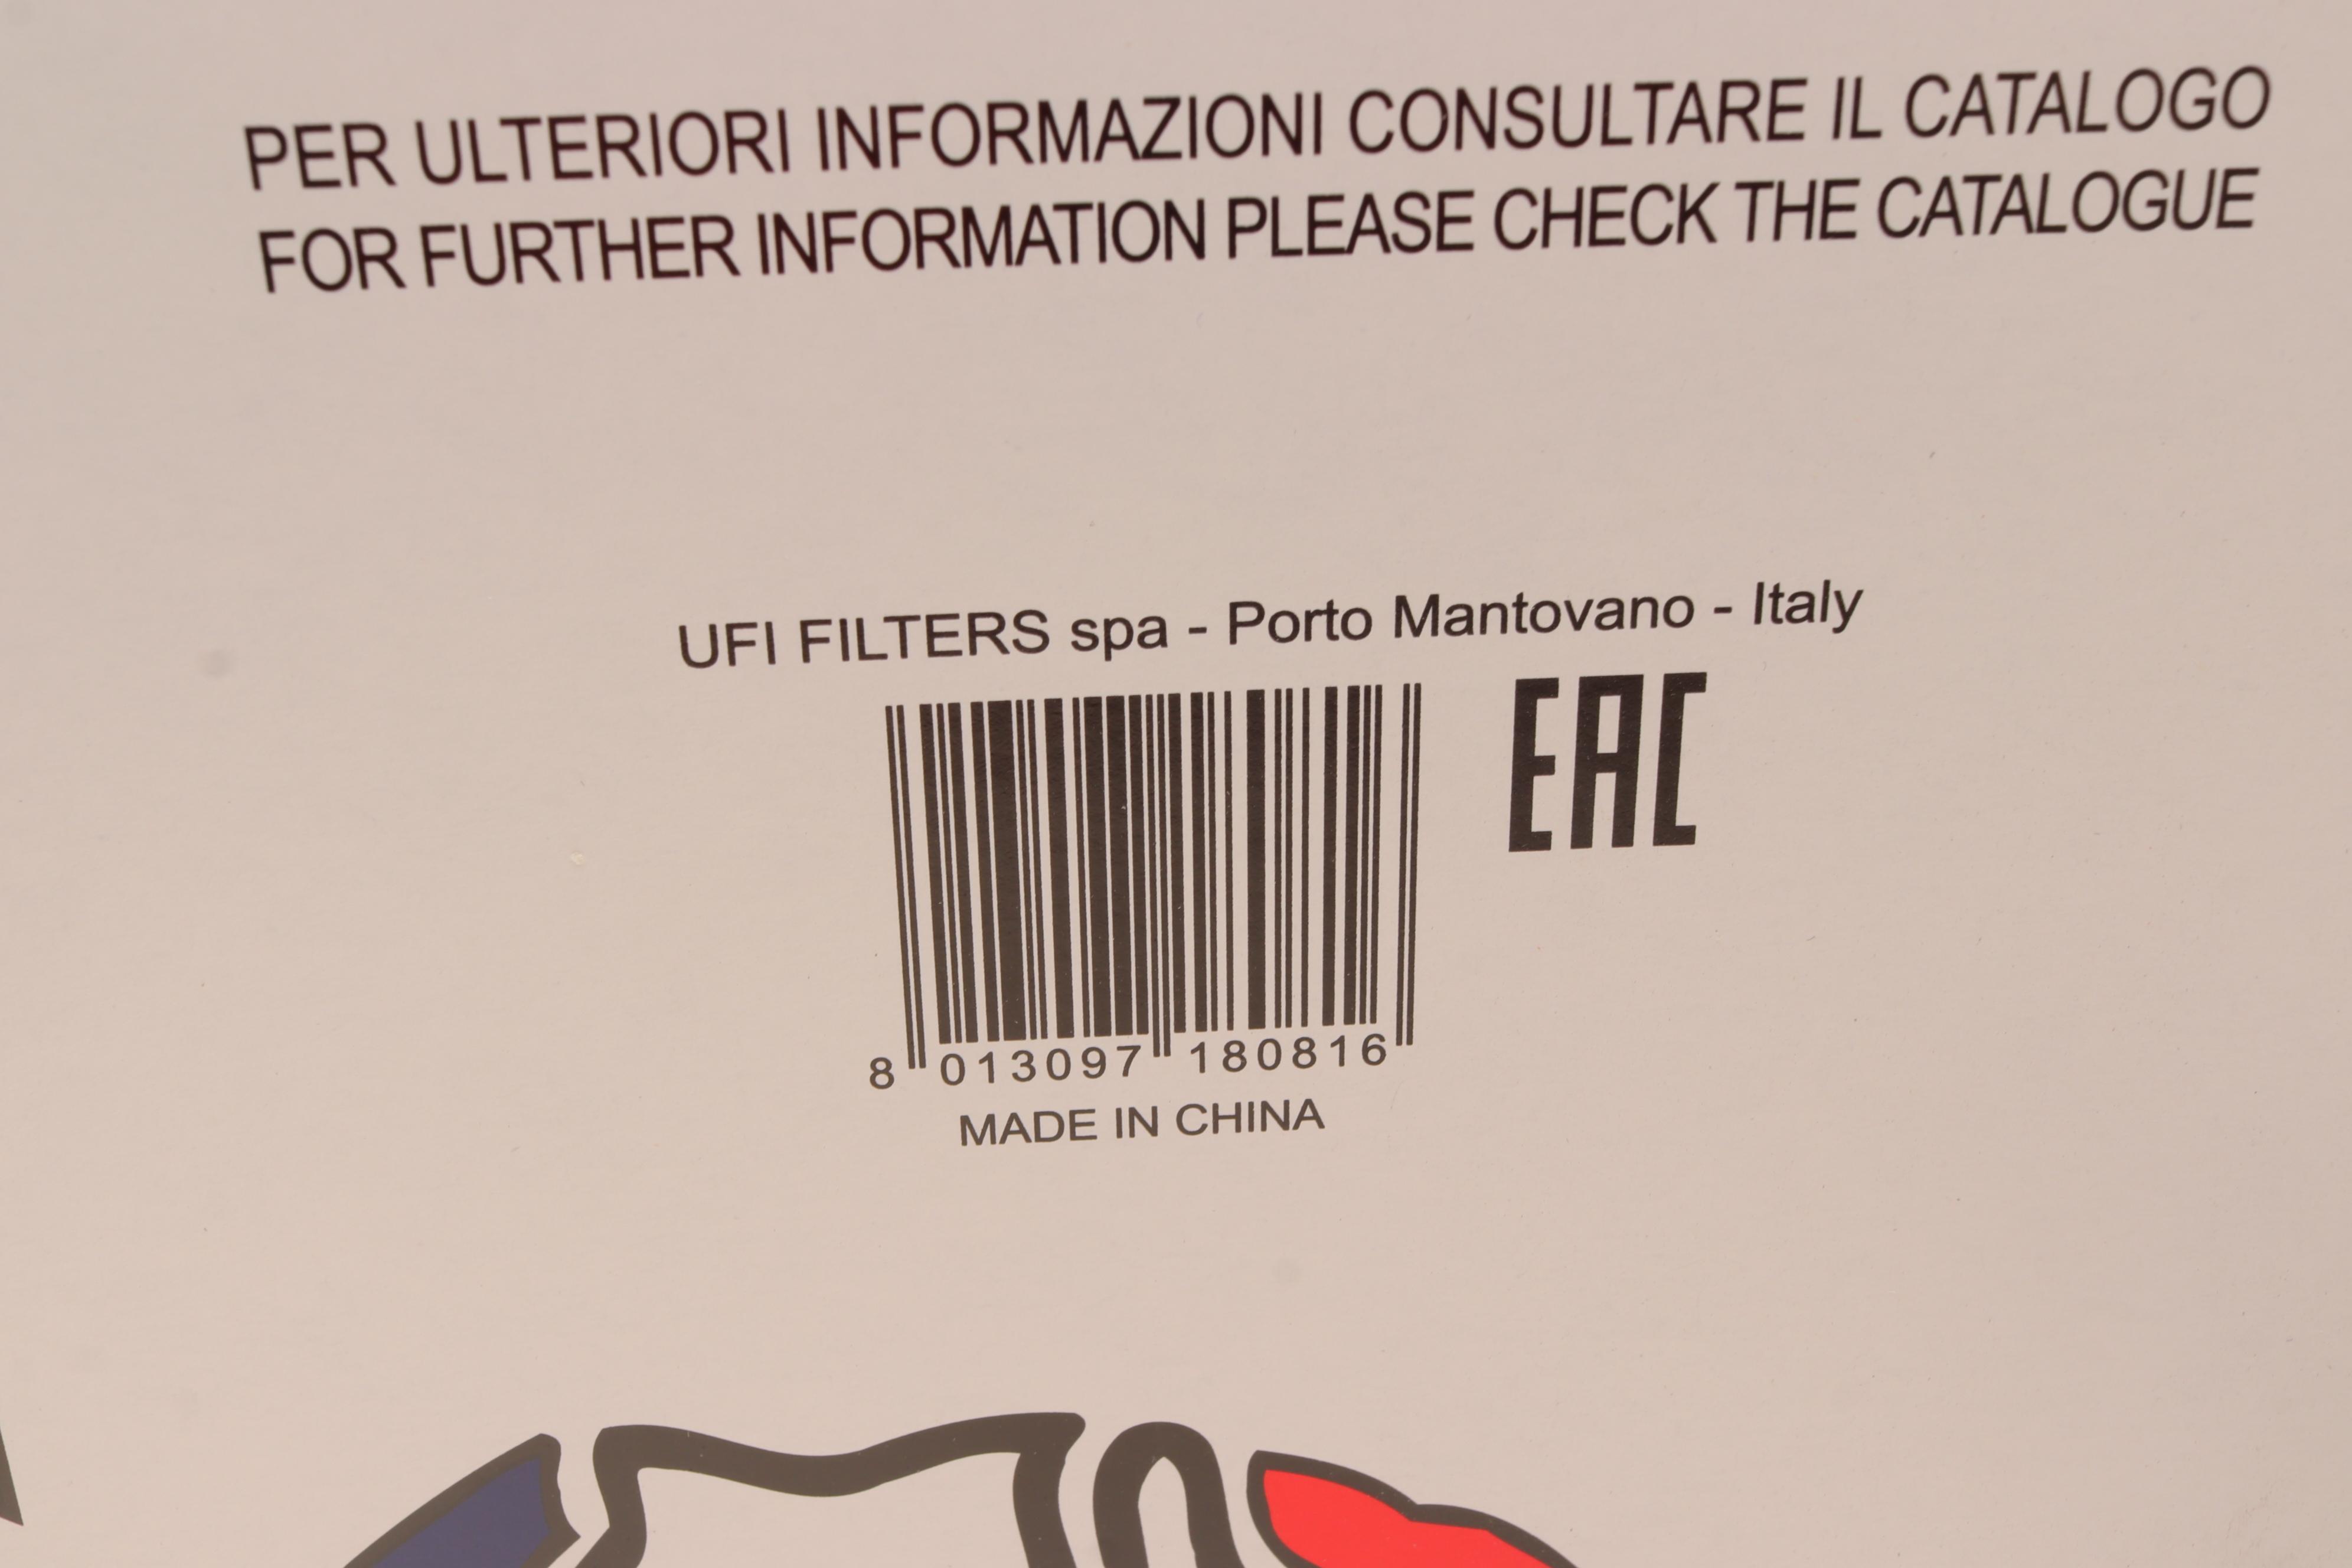 PER ULTERIORI INFORMAZIONI CONSULTARE IL CATALOGO
FOR FURTHER INFORMATION PLEASE CHECK THE CATALOGUE
UFI FILTERS spa - Porto Mantovano - Italy
EAC
8 013097 180816
MADE IN CHINA